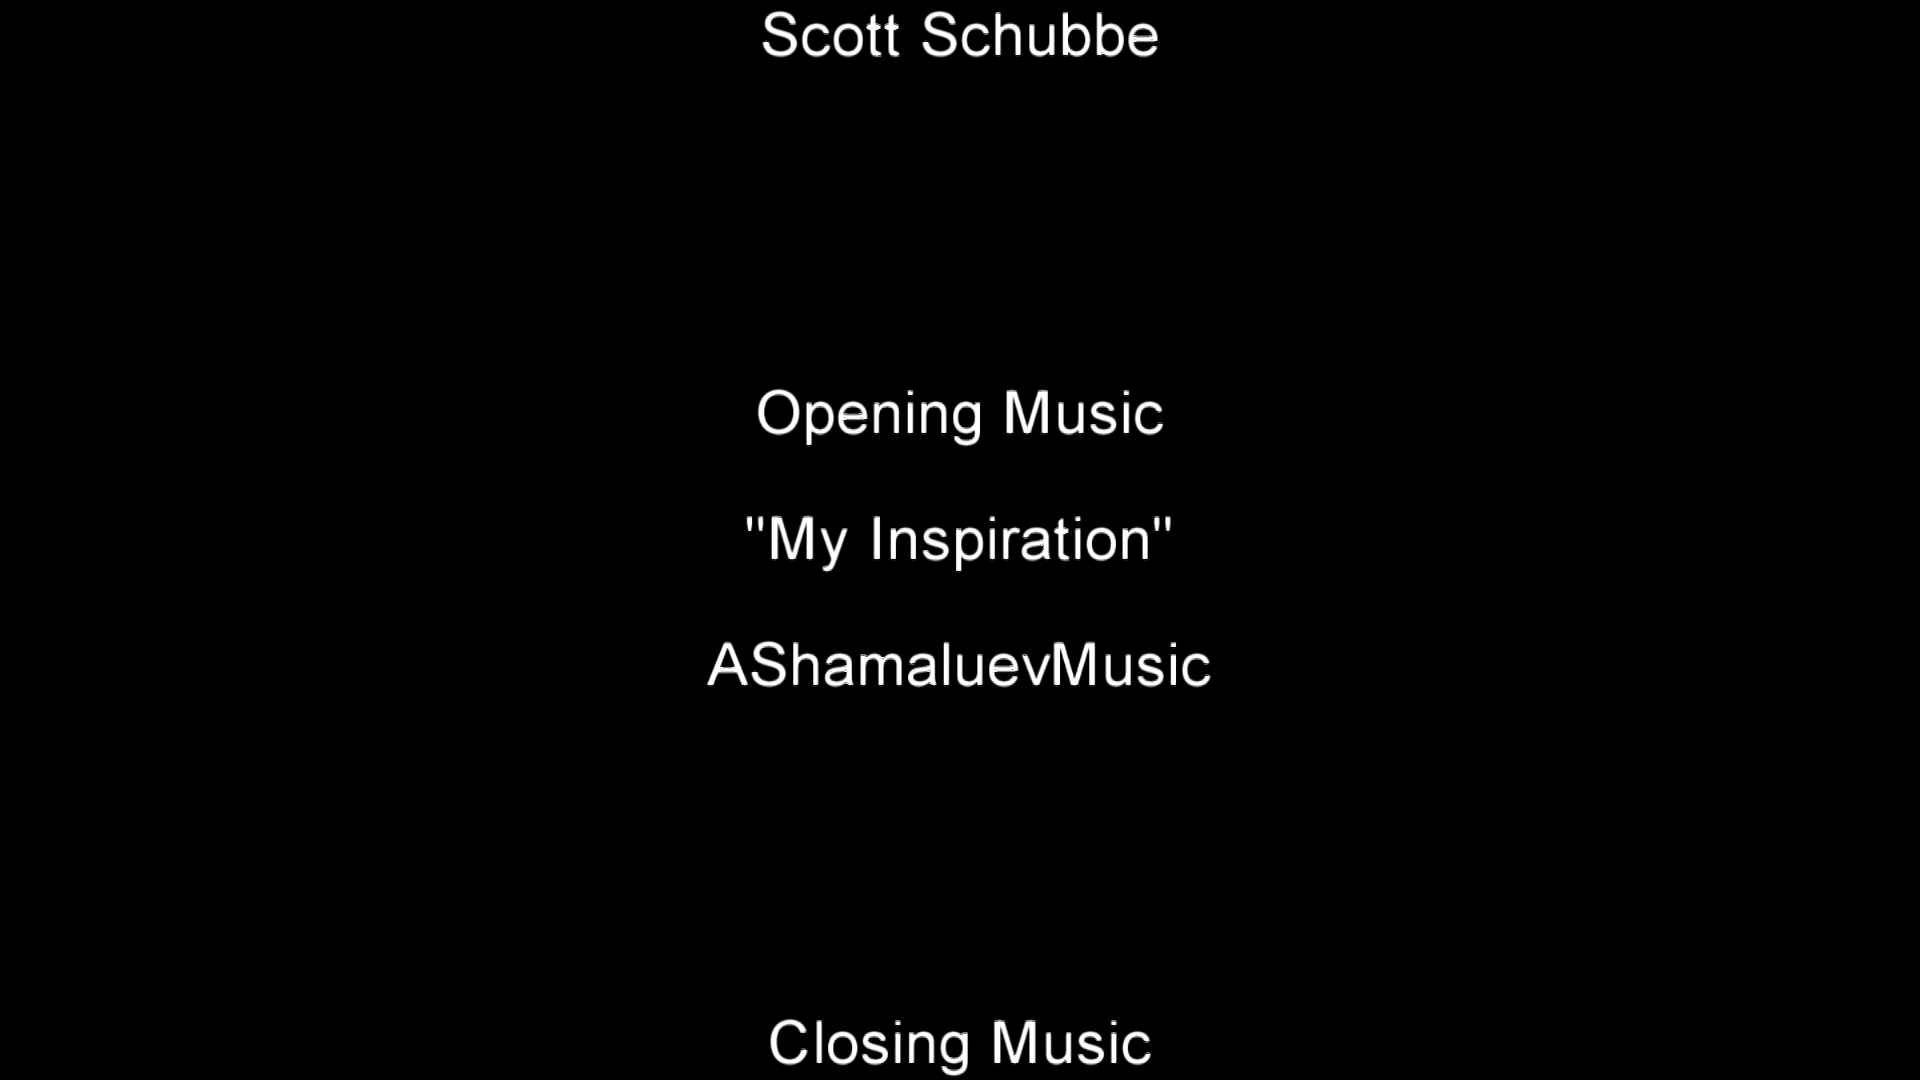 Scott Schubbe
Opening Music
"My Inspiration"
AShamaluevMusic
Closing Music